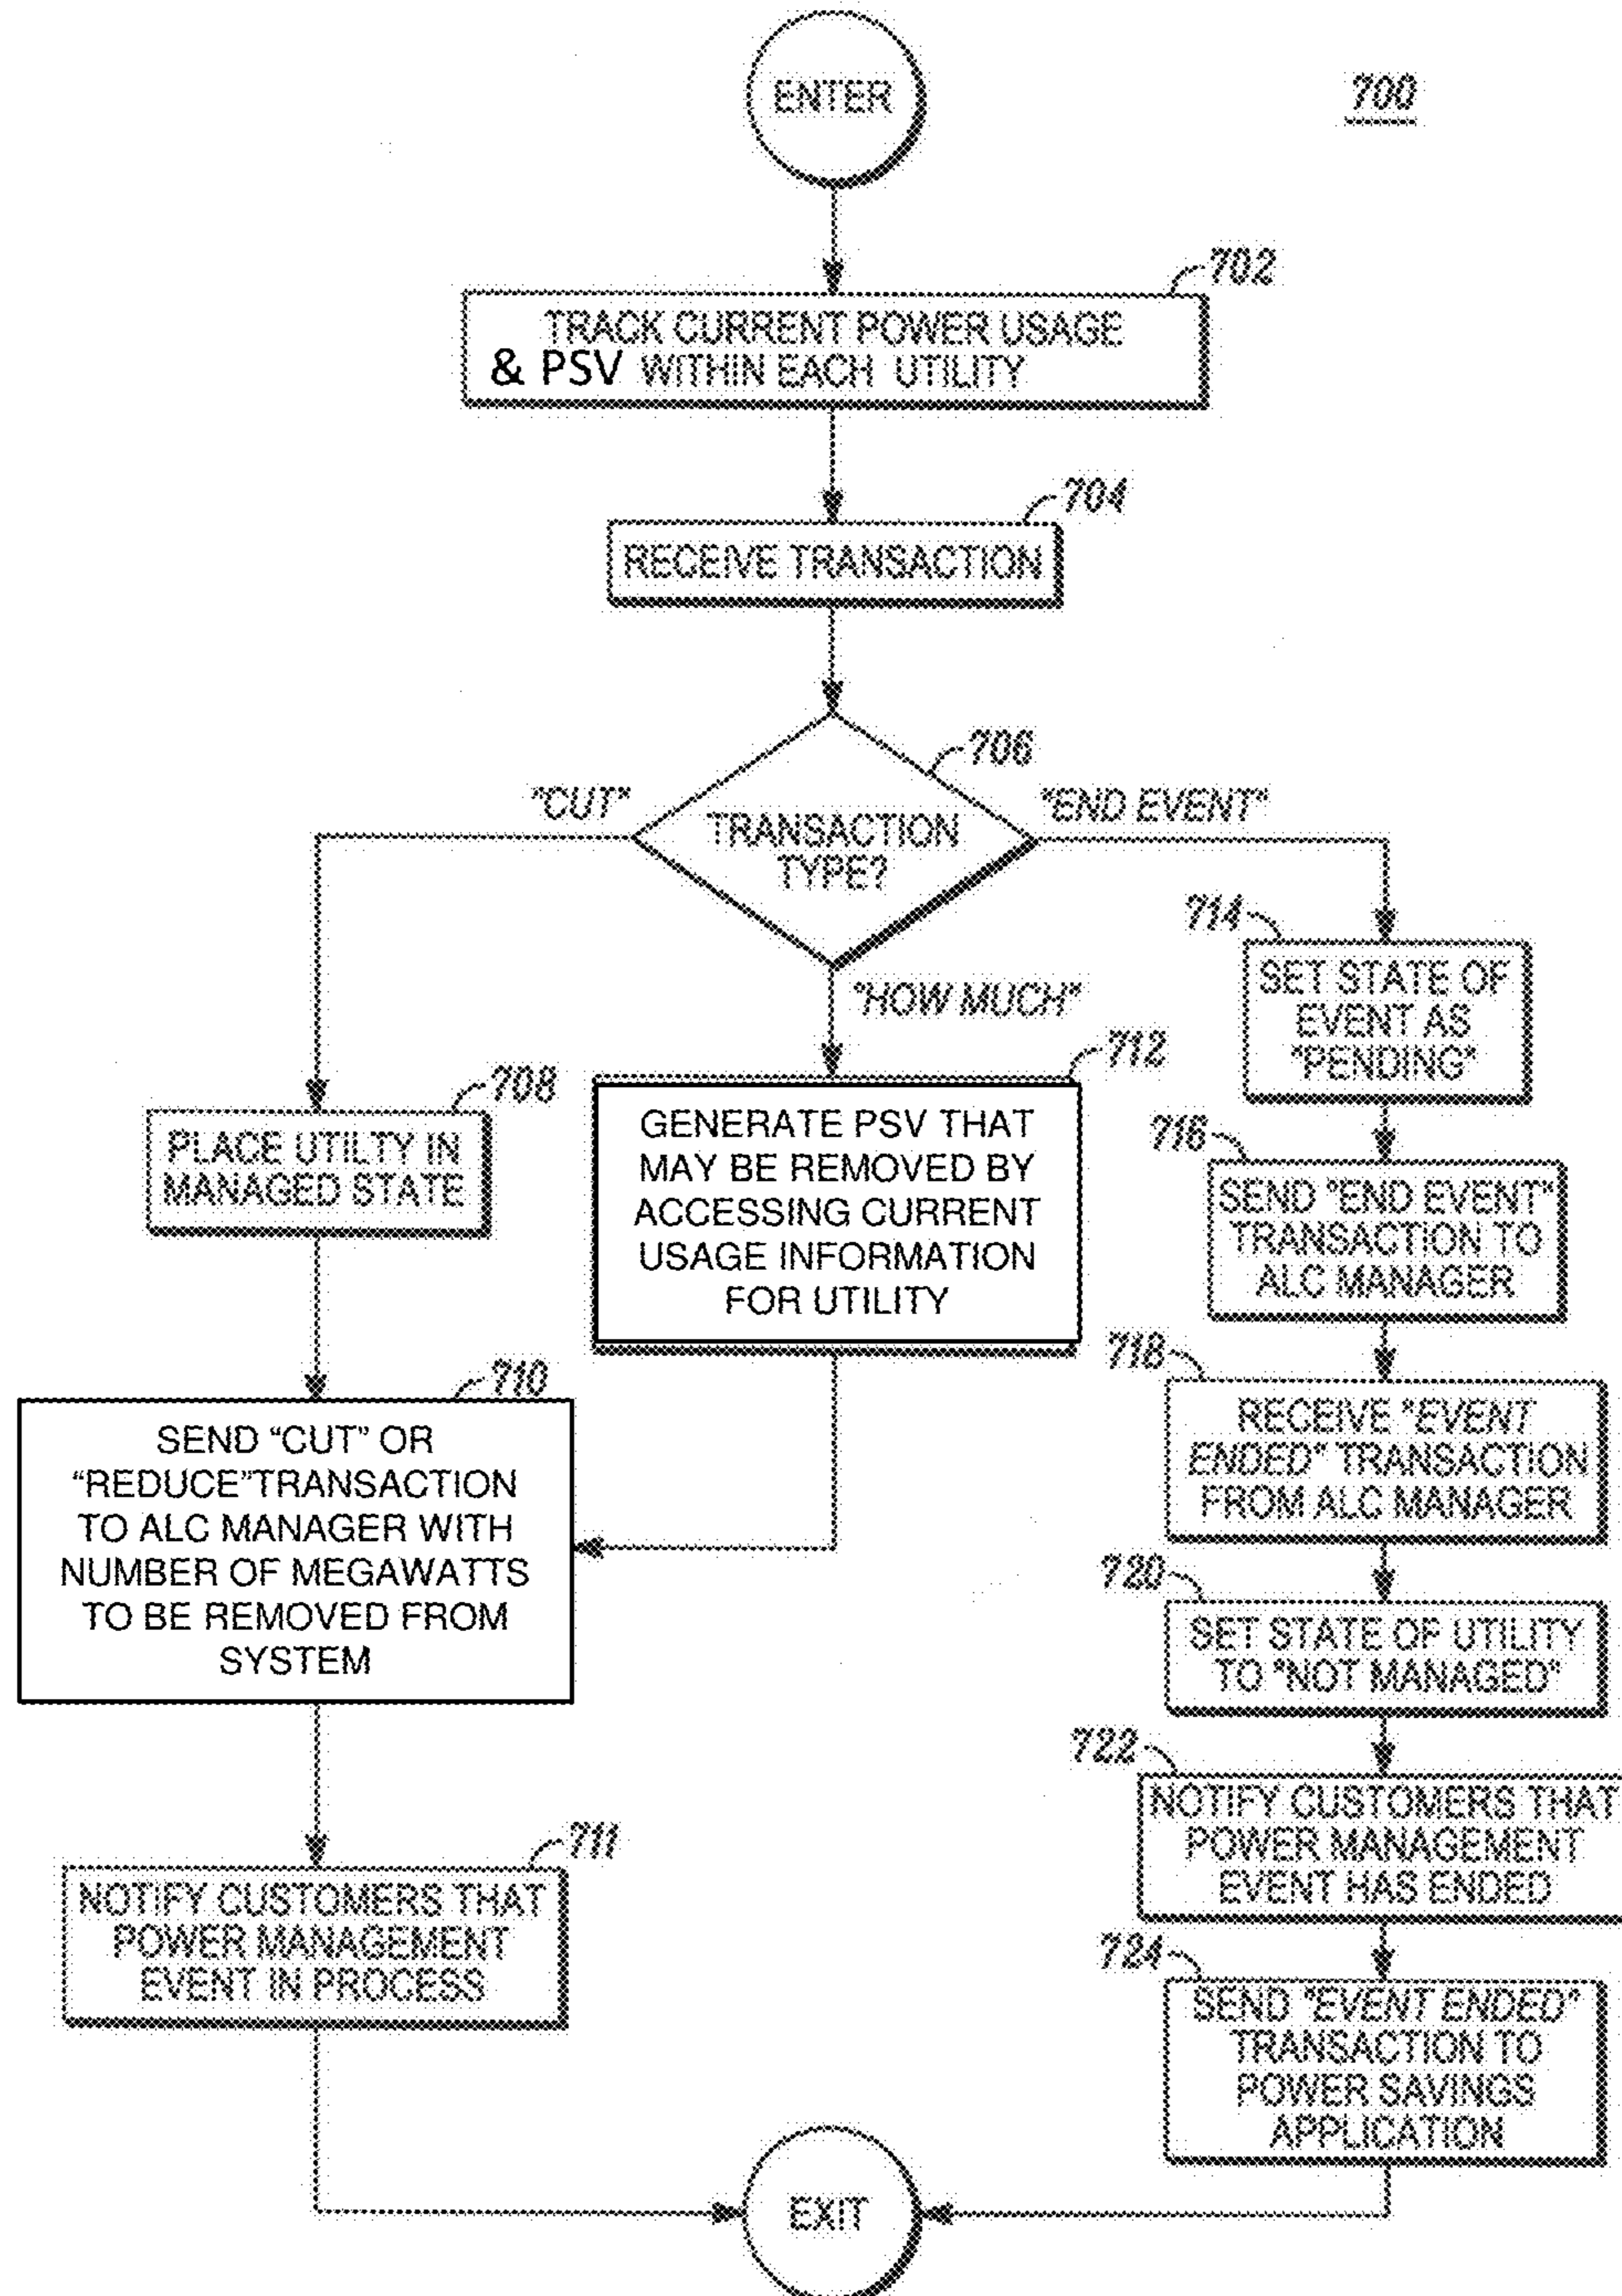 ENTER
700
702
TRACK CURRENT POWER USAGE
& PSV WITHIN EACH UTILITY
704
RECEIVE TRANSACTION
706
"CUT"
"END EVENT"
TRANSACTION
TYPE?
"HOW MUCH"
714
SET STATE OF
EVENT AS
"PENDING"
708
PLACE UTILTY IN
MANAGED STATE
712
GENERATE PSV THAT
MAY BE REMOVED BY
ACCESSING CURRENT
USAGE INFORMATION
FOR UTILITY
716
SEND "END EVENT"
TRANSACTION TO
ALC MANAGER
710
SEND “CUT” OR
“REDUCE”TRANSACTION
TO ALC MANAGER WITH
NUMBER OF MEGAWATTS
TO BE REMOVED FROM
SYSTEM
718
RECEIVE "EVENT
ENDED" TRANSACTION
FROM ALC MANAGER
720
SET STATE OF UTILITY
TO "NOT MANAGED"
711
NOTIFY CUSTOMERS THAT
POWER MANAGEMENT
EVENT IN PROCESS
722
NOTIFY CUSTOMERS THAT
POWER MANAGEMENT
EVENT HAS ENDED
724
SEND "EVENT ENDED"
TRANSACTION TO
POWER SAVINGS
APPLICATION
EXIT